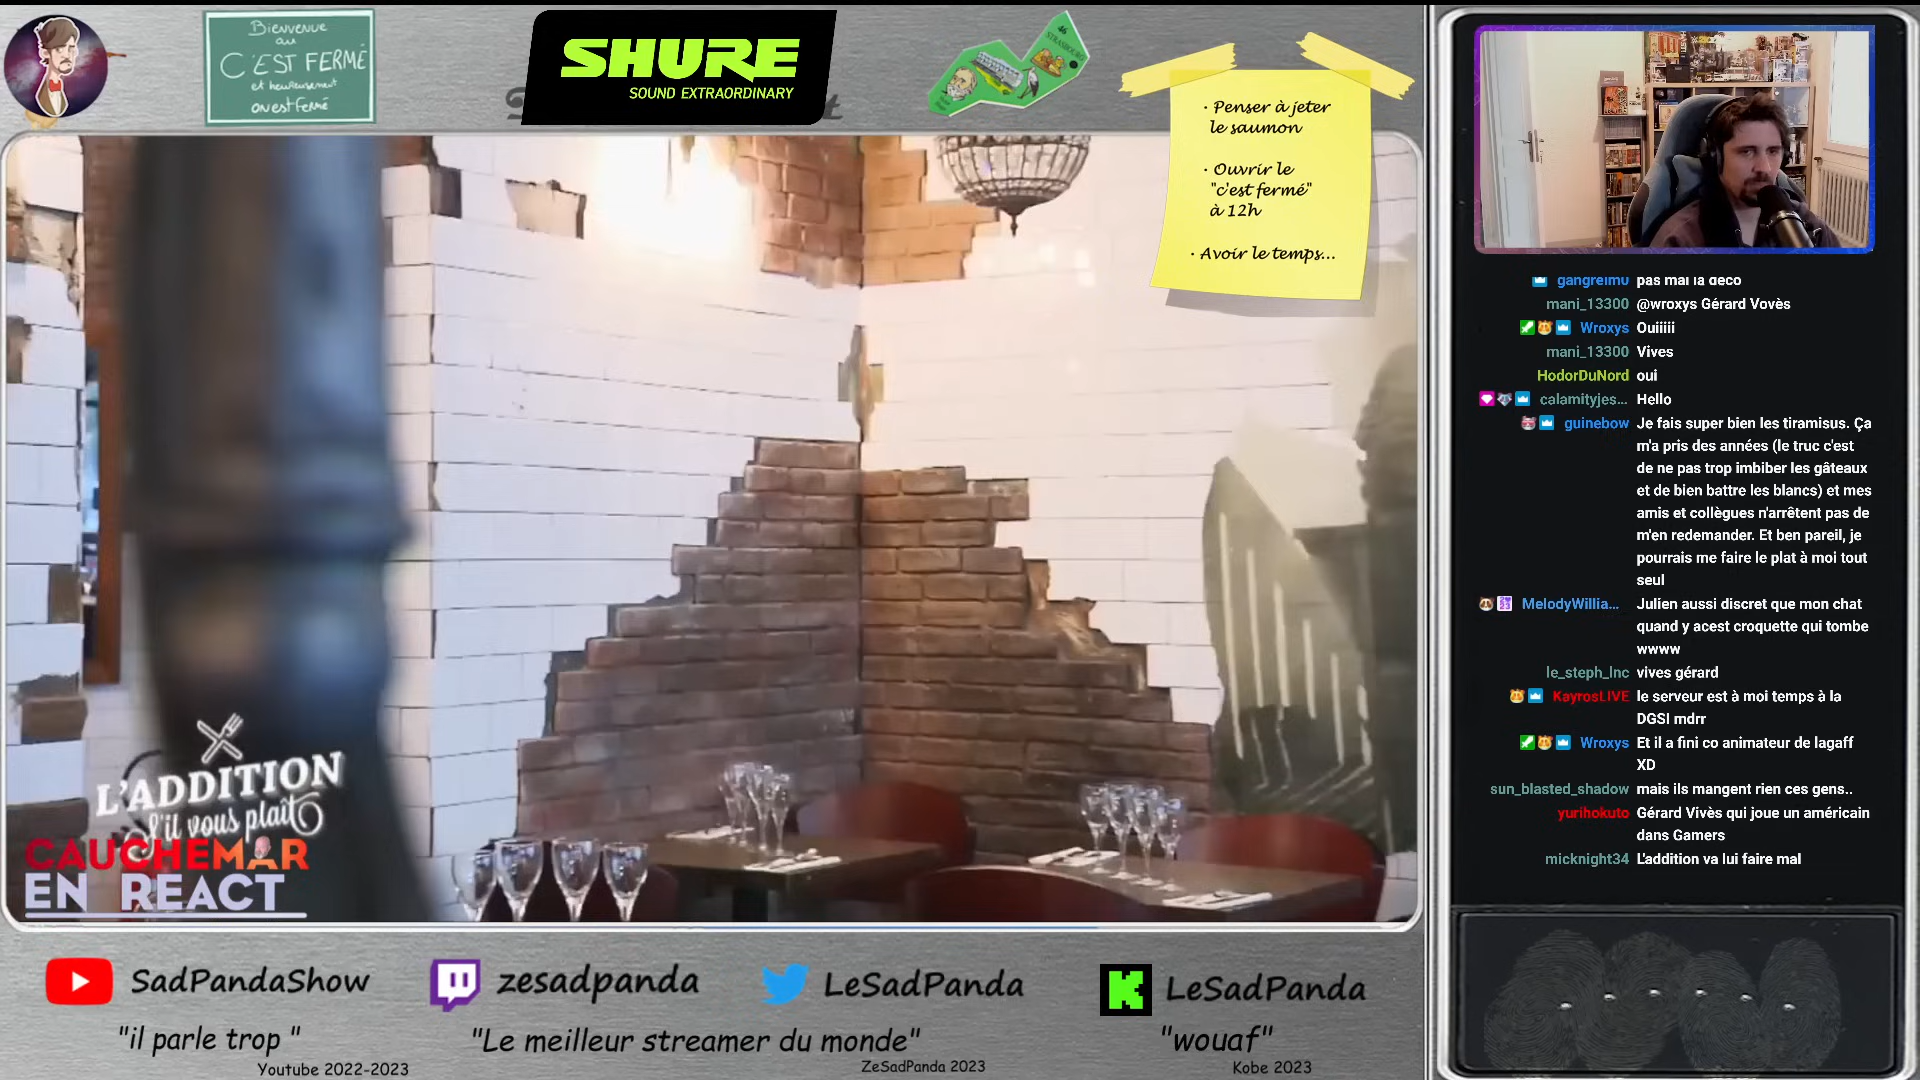 Bienvenue
au
C'EST FERMÉ
et heureusement
on est fermé
SHURE
SOUND EXTRAORDINARY
STRASBOURG
· Penser à jeter
le saumon
· Ouvrir le
"c'est fermé"
à 12h
· Avoir le temps...
L'ADDITION
s'il vous plaît
CAUCHEMAR
EN REACT
SadPandaShow
"il parle trop "
Youtube 2022-2023
zesadpanda
"Le meilleur streamer du monde"
ZeSadPanda 2023
LeSadPanda
LeSadPanda
"wouaf"
Kobe 2023
gangreimu pas mal la deco
mani_13300 @wroxys Gérard Vovès
Wroxys Ouiiiii
mani_13300 Vives
HodorDuNord oui
calamityjes... Hello
guinebow Je fais super bien les tiramisus. Ça
m'a pris des années (le truc c'est
de ne pas trop imbiber les gâteaux
et de bien battre les blancs) et mes
amis et collègues n'arrêtent pas de
m'en redemander. Et ben pareil, je
pourrais me faire le plat à moi tout
seul
MelodyWillia... Julien aussi discret que mon chat
quand y acest croquette qui tombe
wwww
le_steph_lnc vives gérard
KayrosLIVE le serveur est à moi temps à la
DGSI mdrr
Wroxys Et il a fini co animateur de lagaff
XD
sun_blasted_shadow mais ils mangent rien ces gens..
yurihokuto Gérard Vivès qui joue un américain
dans Gamers
micknight34 L'addition va lui faire mal